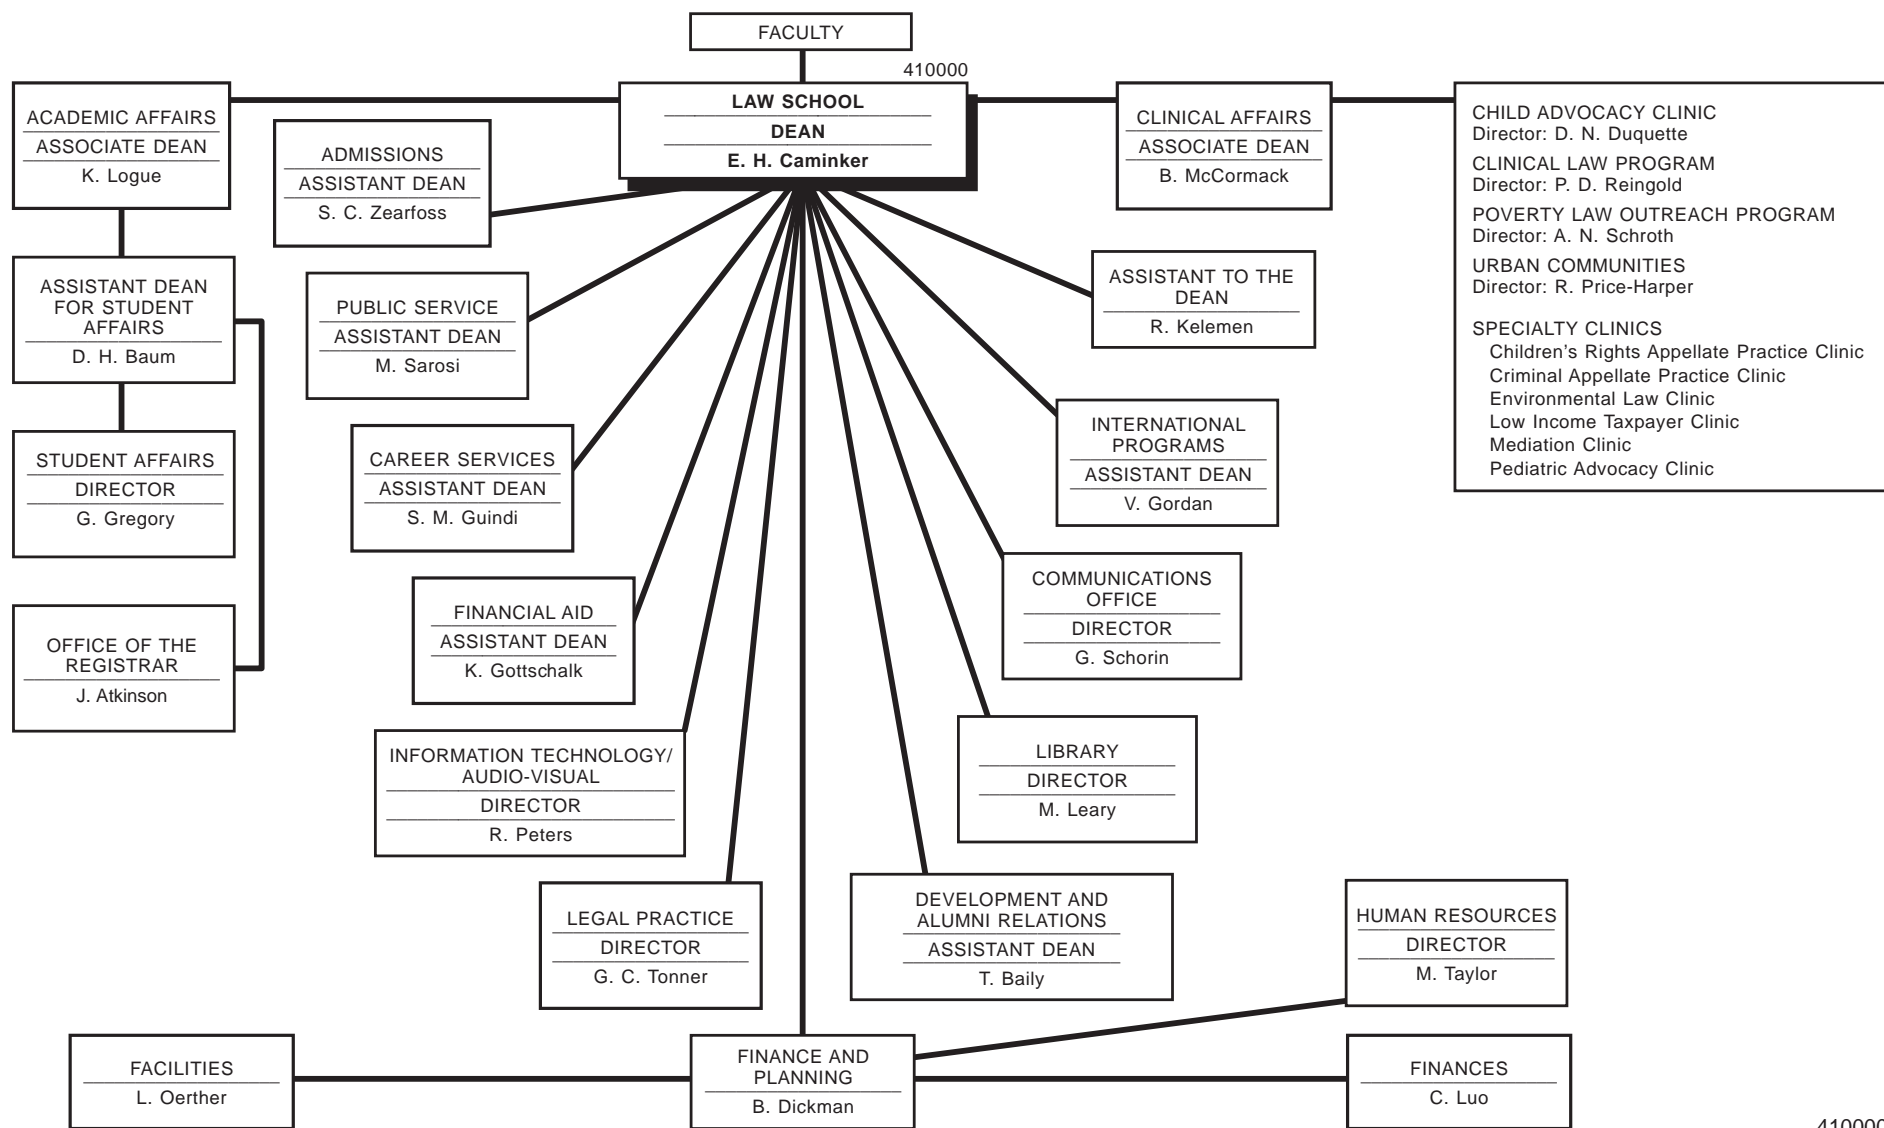 FACULTY
410000
LAW SCHOOL
DEAN
E. H. Caminker
ACADEMIC AFFAIRS
ASSOCIATE DEAN
K. Logue
ADMISSIONS
ASSISTANT DEAN
S. C. Zearfoss
CLINICAL AFFAIRS
ASSOCIATE DEAN
B. McCormack
CHILD ADVOCACY CLINIC
Director: D. N. Duquette
CLINICAL LAW PROGRAM
Director: P. D. Reingold
POVERTY LAW OUTREACH PROGRAM
Director: A. N. Schroth
URBAN COMMUNITIES
Director: R. Price-Harper
SPECIALTY CLINICS
Children's Rights Appellate Practice Clinic
Criminal Appellate Practice Clinic
Environmental Law Clinic
Low Income Taxpayer Clinic
Mediation Clinic
Pediatric Advocacy Clinic
ASSISTANT DEAN
FOR STUDENT
AFFAIRS
D. H. Baum
PUBLIC SERVICE
ASSISTANT DEAN
M. Sarosi
ASSISTANT TO THE
DEAN
R. Kelemen
STUDENT AFFAIRS
DIRECTOR
G. Gregory
CAREER SERVICES
ASSISTANT DEAN
S. M. Guindi
INTERNATIONAL
PROGRAMS
ASSISTANT DEAN
V. Gordan
OFFICE OF THE
REGISTRAR
J. Atkinson
FINANCIAL AID
ASSISTANT DEAN
K. Gottschalk
COMMUNICATIONS
OFFICE
DIRECTOR
G. Schorin
INFORMATION TECHNOLOGY/
AUDIO-VISUAL
DIRECTOR
R. Peters
LIBRARY
DIRECTOR
M. Leary
LEGAL PRACTICE
DIRECTOR
G. C. Tonner
DEVELOPMENT AND
ALUMNI RELATIONS
ASSISTANT DEAN
T. Baily
HUMAN RESOURCES
DIRECTOR
M. Taylor
FACILITIES
L. Oerther
FINANCE AND
PLANNING
B. Dickman
FINANCES
C. Luo
410000